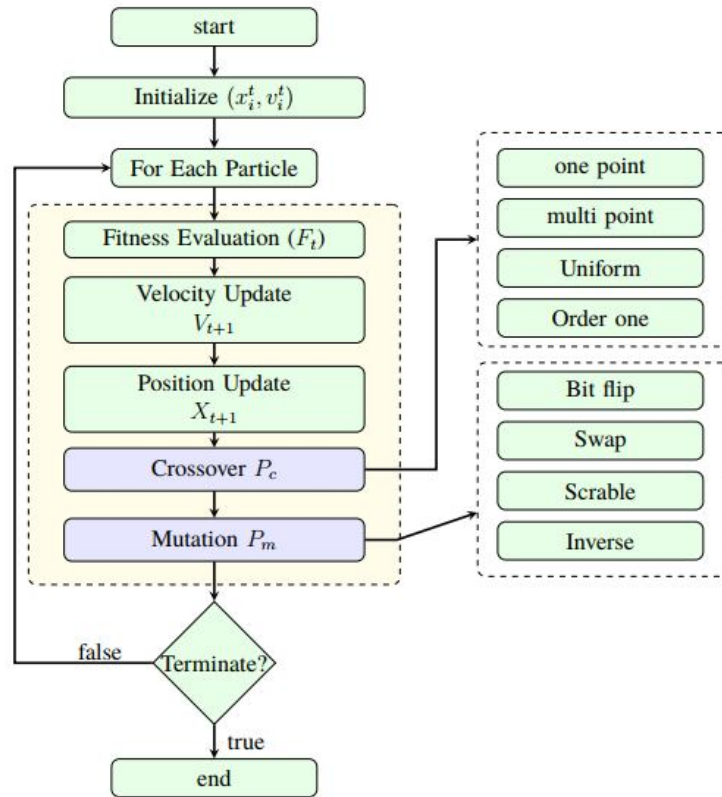 start
Initialize $(x_i^t, v_i^t)$
For Each Particle
Fitness Evaluation $(F_t)$
Velocity Update
$V_{t+1}$
Position Update
$X_{t+1}$
Crossover $P_c$
Mutation $P_m$
Terminate?
false
true
end
one point
multi point
Uniform
Order one
Bit flip
Swap
Scrable
Inverse